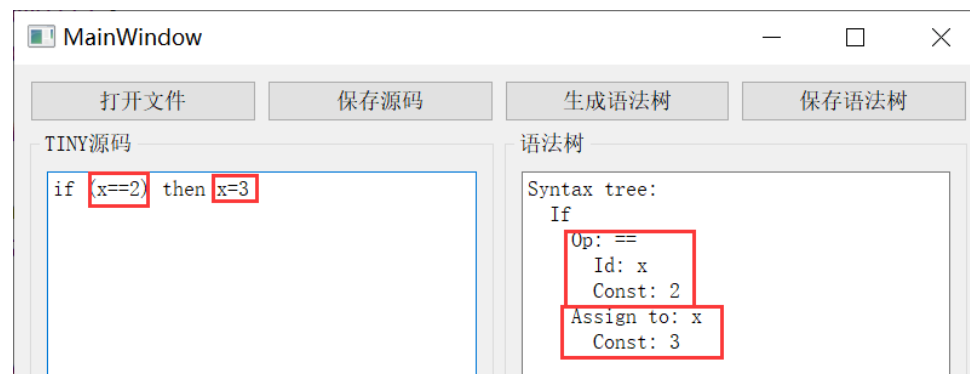 MainWindow
打开文件 保存源码 生成语法树 保存语法树
TINY源码
语法树
if (x==2) then x=3
Syntax tree:
If
Op: ==
Id: x
Const: 2
Assign to: x
Const: 3